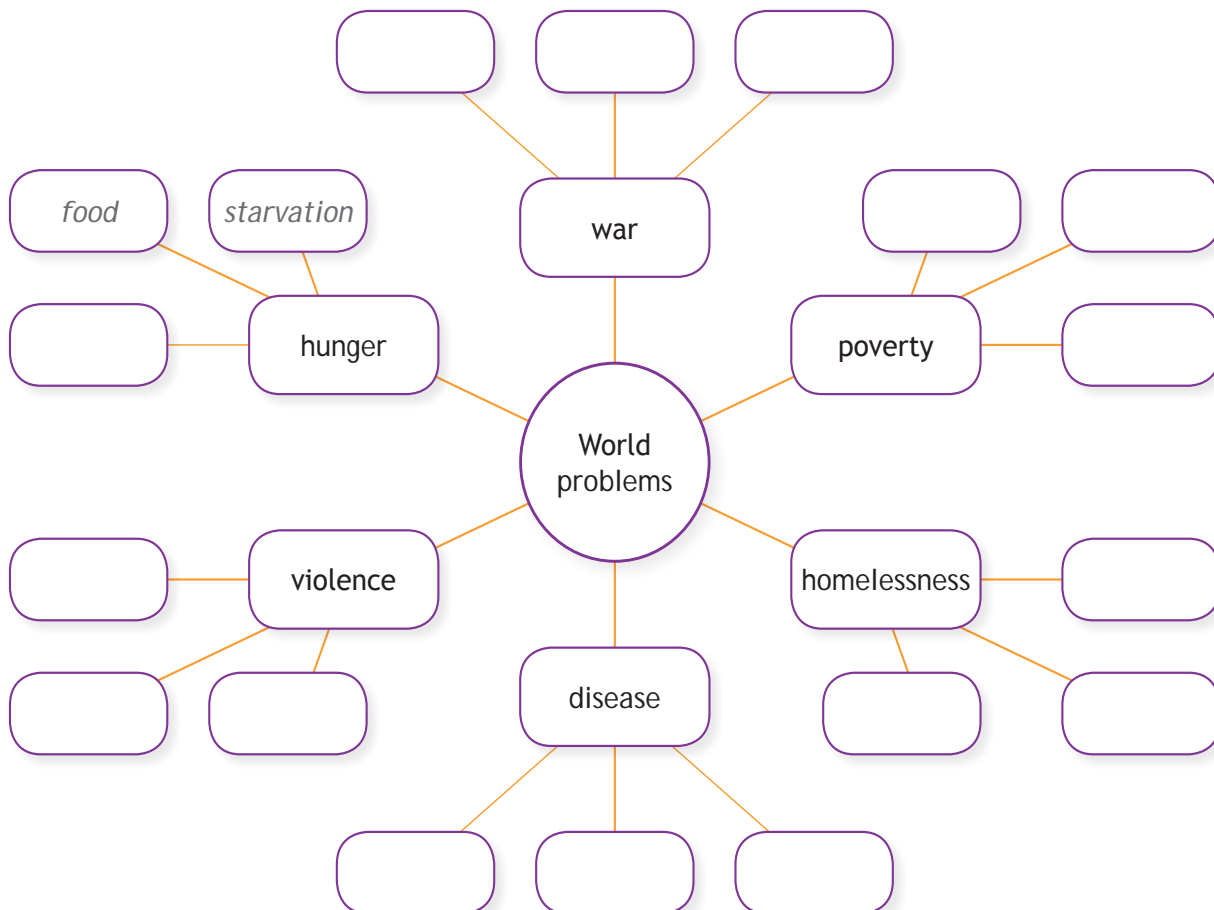 food
starvation
war
hunger
poverty
World
problems
violence
homelessness
disease